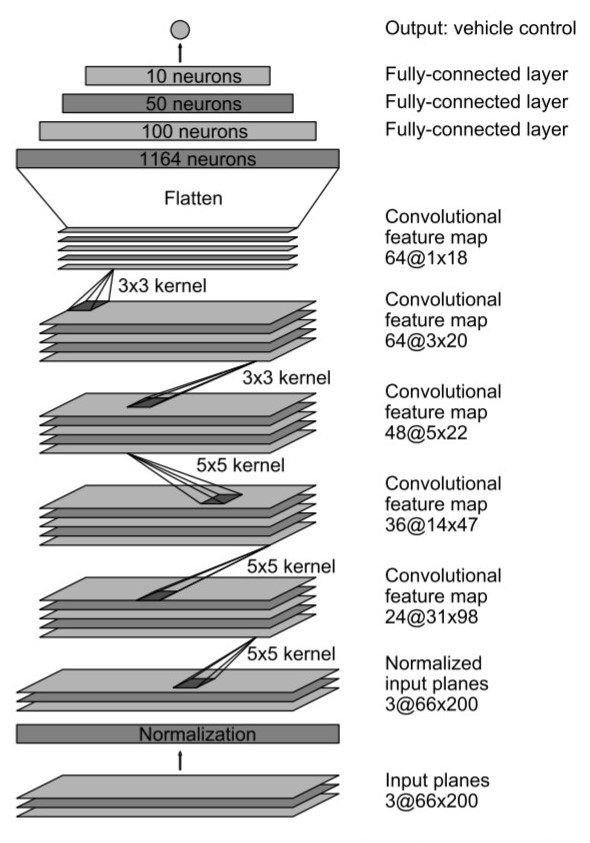 Output: vehicle control
10 neurons
Fully-connected layer
50 neurons
Fully-connected layer
100 neurons
Fully-connected layer
1164 neurons
Flatten
Convolutional
feature map
64@1x18
3x3 kernel
Convolutional
feature map
64@3x20
3x3 kernel
Convolutional
feature map
48@5x22
5x5 kernel
Convolutional
feature map
36@14x47
5x5 kernel
Convolutional
feature map
24@31x98
5x5 kernel
Normalized
input planes
3@66x200
Normalization
Input planes
3@66x200